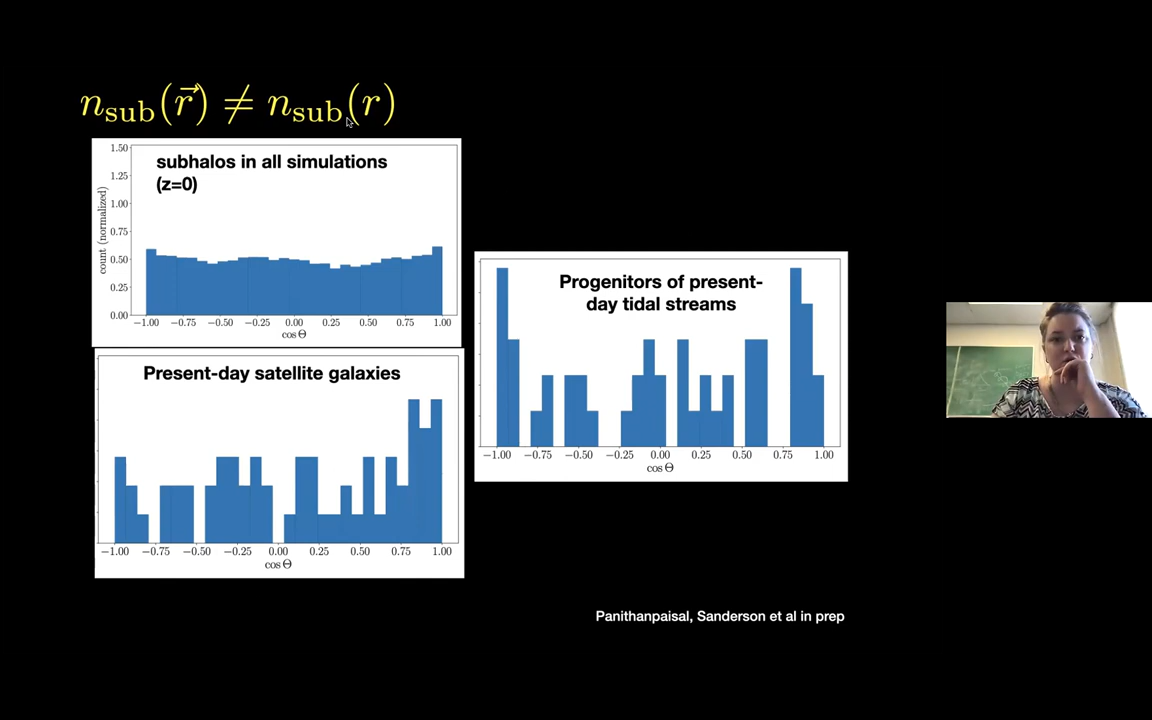 n_sub(r⃗) ≠ n_sub(r)
subhalos in all simulations
(z=0)
count (normalized)
1.50
1.25
1.00
0.75
0.50
0.25
0.00
−1.00 −0.75 −0.50 −0.25 0.00 0.25 0.50 0.75 1.00
cos Θ
Present-day satellite galaxies
−1.00 −0.75 −0.50 −0.25 0.00 0.25 0.50 0.75 1.00
cos Θ
Progenitors of present-
day tidal streams
−1.00 −0.75 −0.50 −0.25 0.00 0.25 0.50 0.75 1.00
cos Θ
Panithanpaisal, Sanderson et al in prep